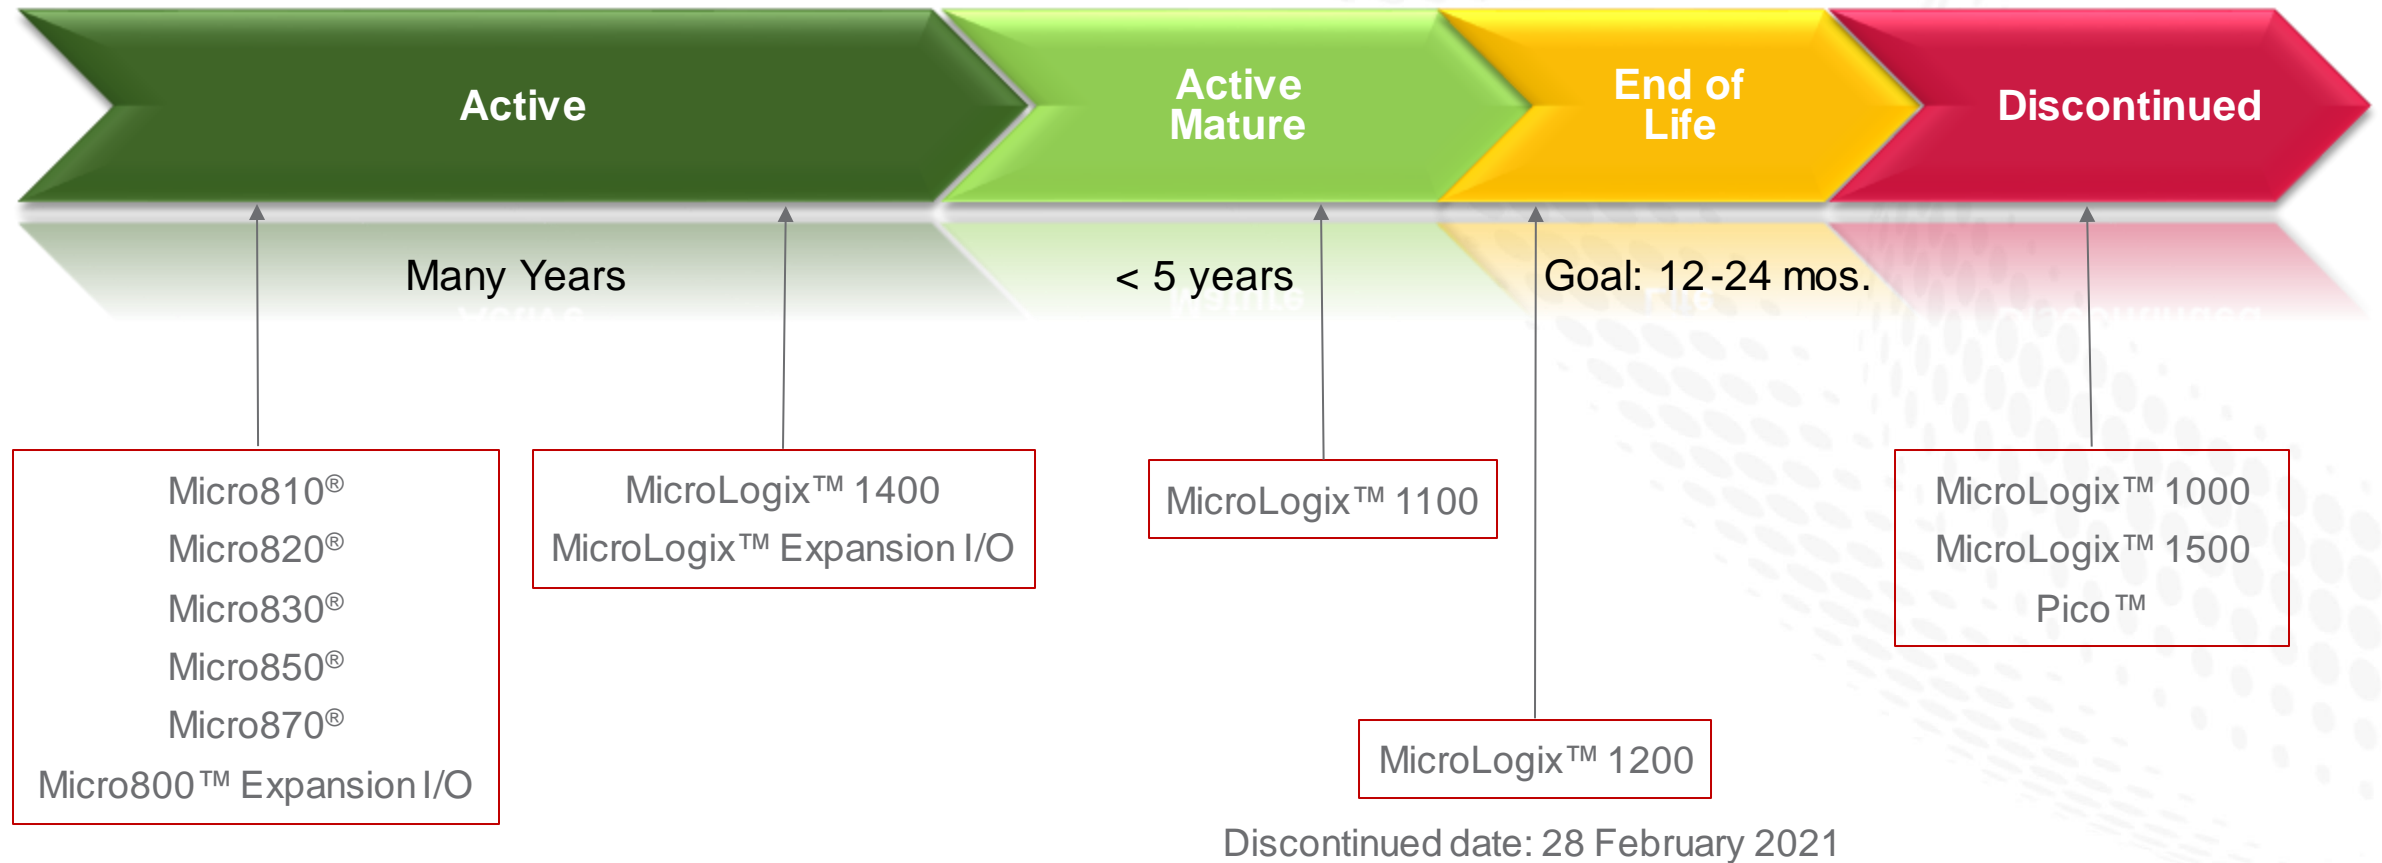 Active
Active
Mature
End of
Life
Discontinued
Many Years
< 5 years
Goal: 12-24 mos.
Micro810®
Micro820®
Micro830®
Micro850®
Micro870®
Micro800™ Expansion I/O
MicroLogix™ 1400
MicroLogix™ Expansion I/O
MicroLogix™ 1100
MicroLogix™ 1200
Discontinued date: 28 February 2021
MicroLogix™ 1000
MicroLogix™ 1500
Pico™